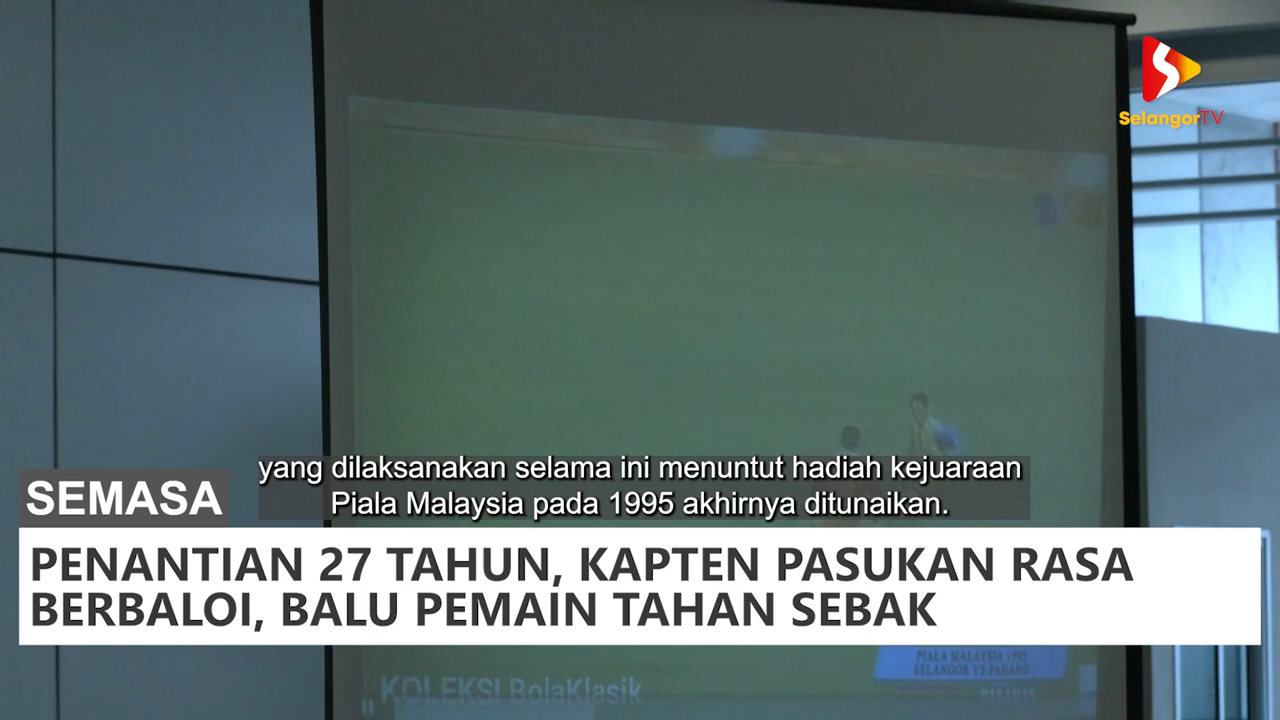 SelangorTV
yang dilaksanakan selama ini menuntut hadiah kejuaraan
Piala Malaysia pada 1995 akhirnya ditunaikan.
SEMASA
PENANTIAN 27 TAHUN, KAPTEN PASUKAN RASA
BERBALOI, BALU PEMAIN TAHAN SEBAK
PIALA MALAYSIA 1995
SELANGOR VS PAHANG
KOLEKSI BolaKlasik
RAKAMAN